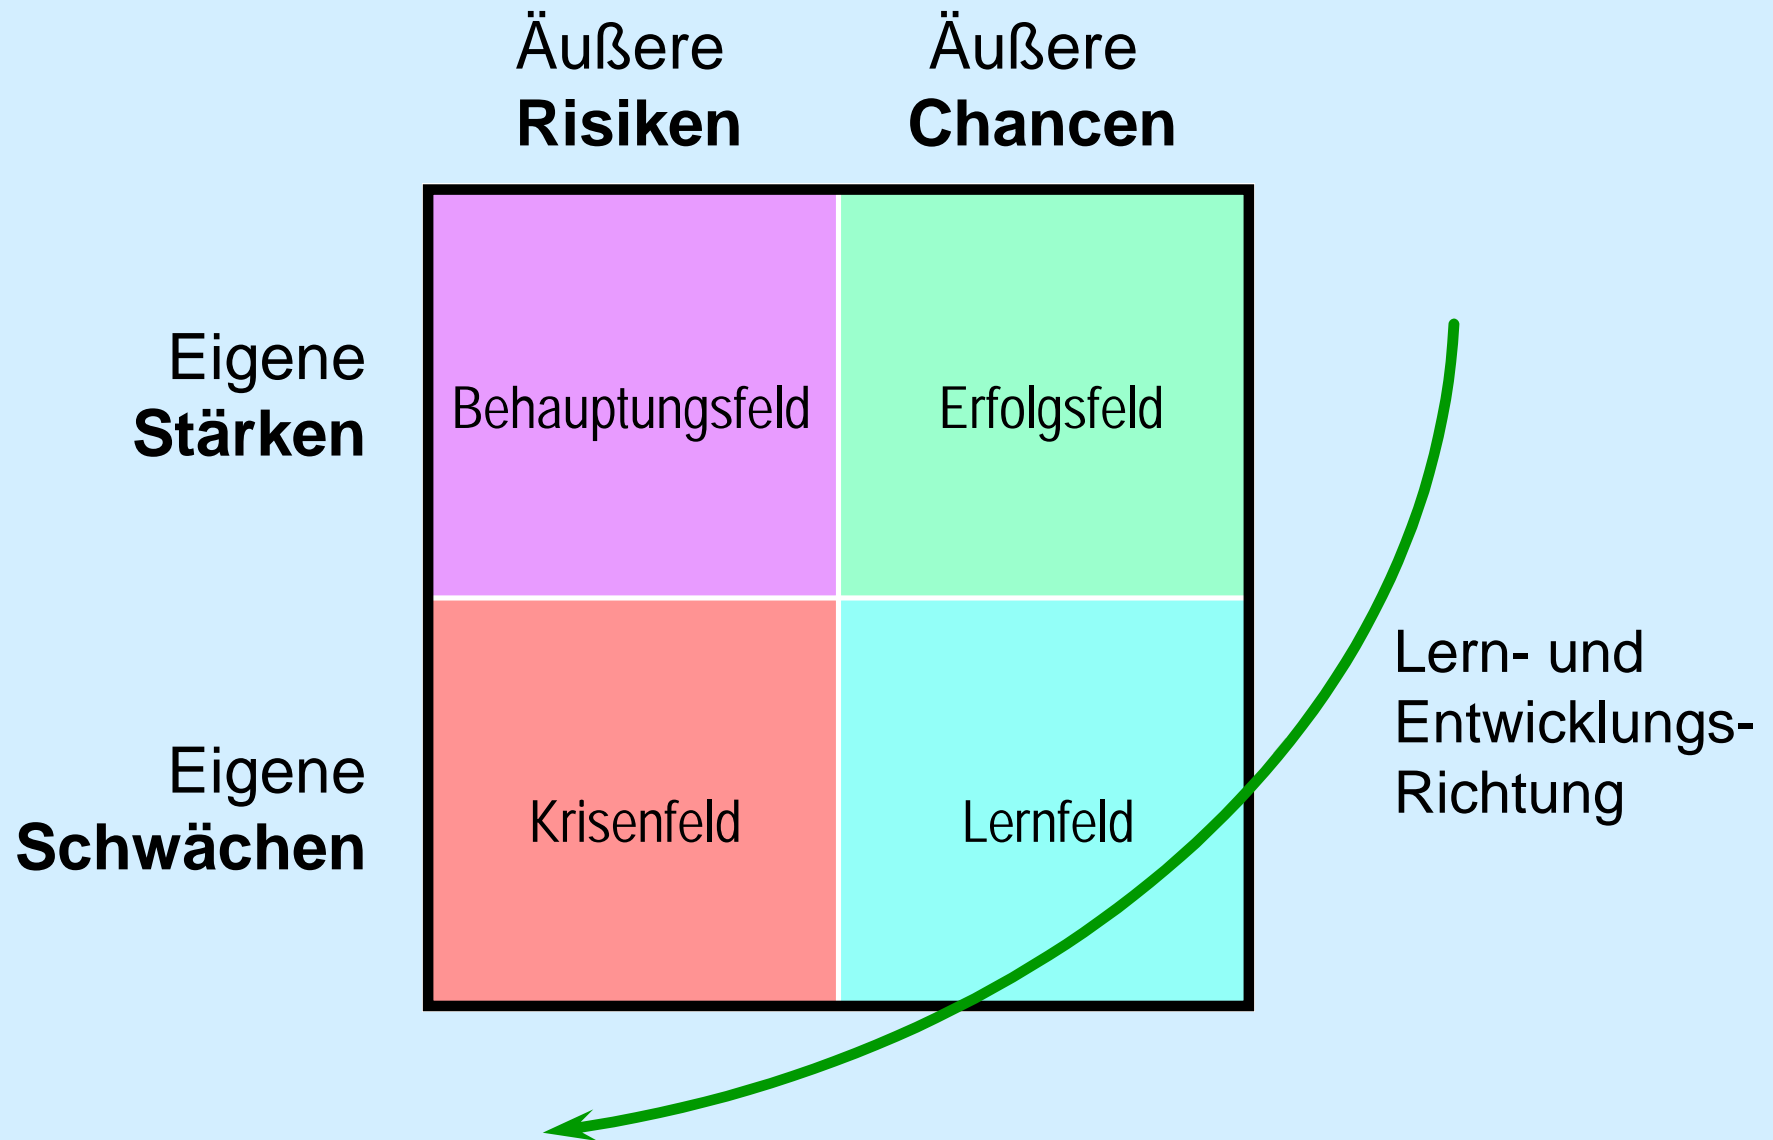 Äußere
Risiken
Äußere
Chancen
Eigene
Stärken
Behauptungsfeld
Erfolgsfeld
Lern- und
Entwicklungs-
Richtung
Eigene
Schwächen
Krisenfeld
Lernfeld